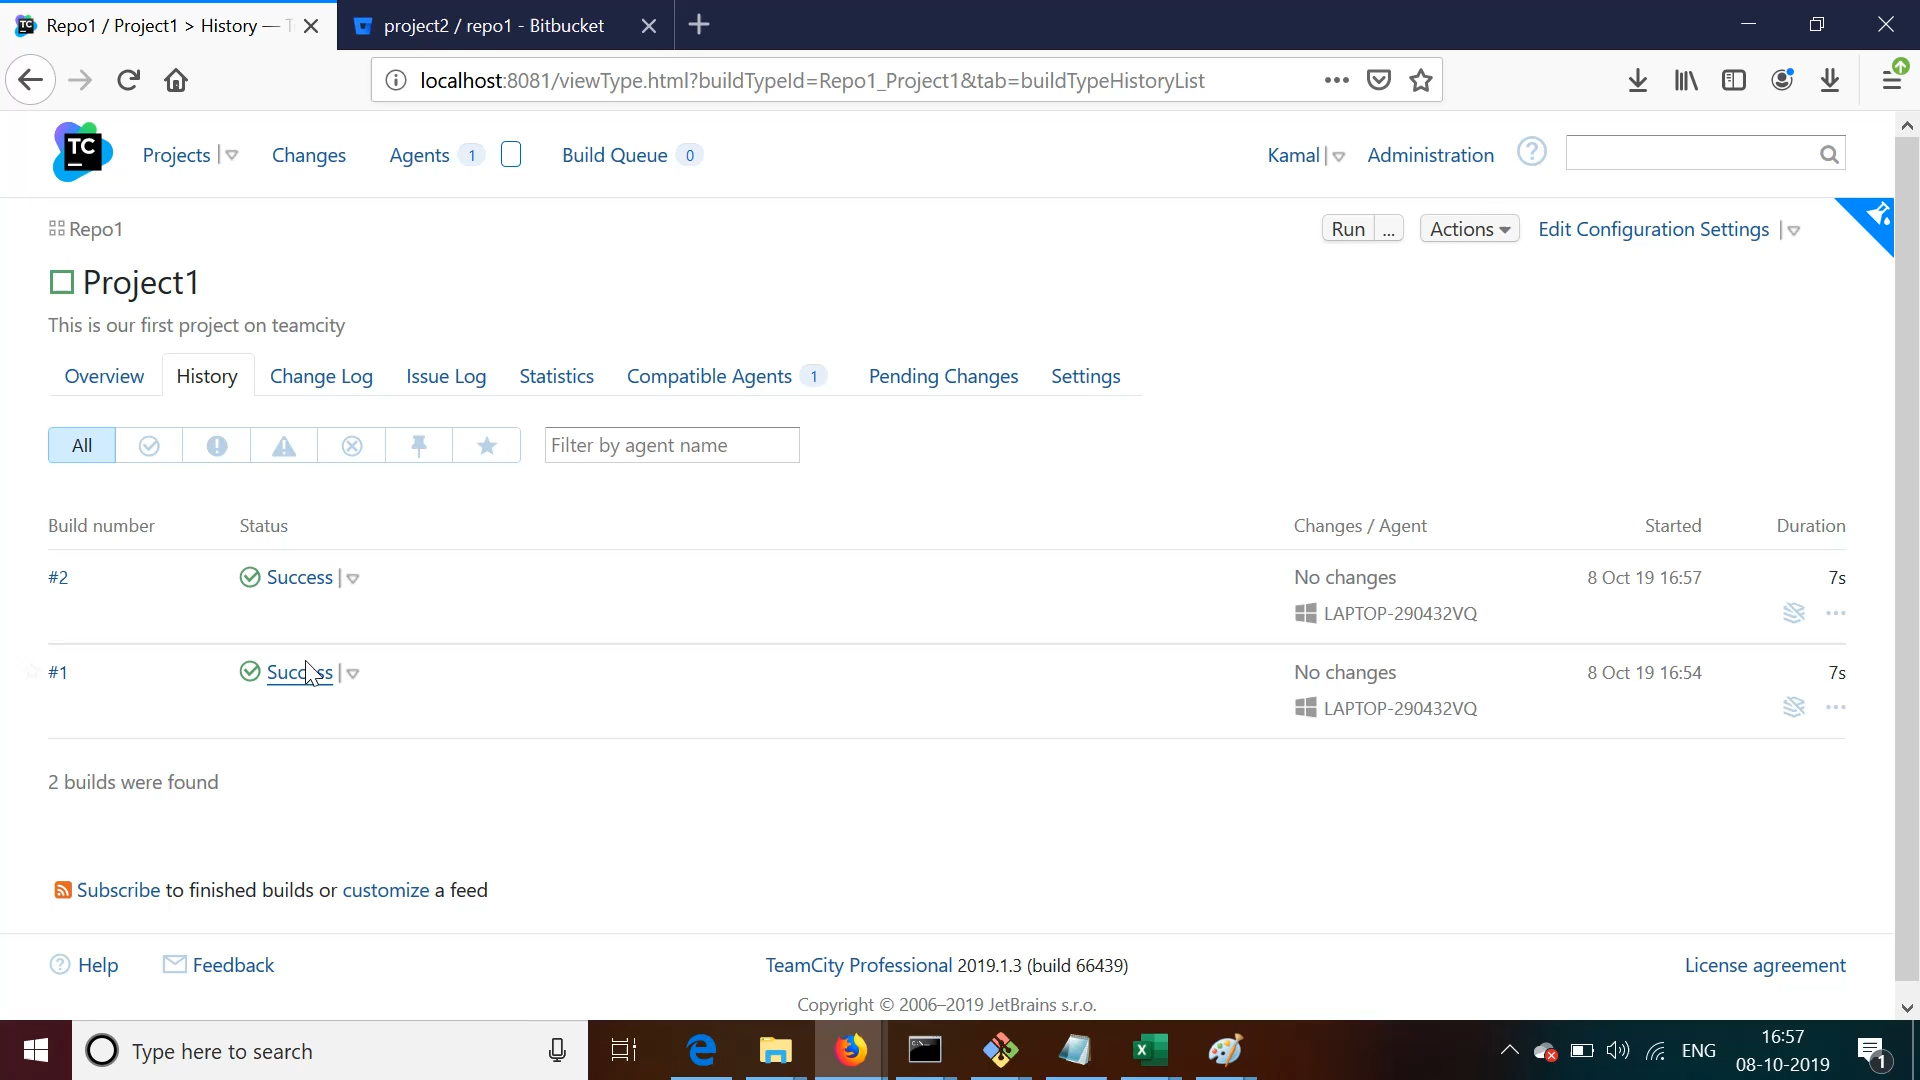 Repo1 / Project1 > History — T
project2 / repo1 - Bitbucket
localhost:8081/viewType.html?buildTypeId=Repo1_Project1&tab=buildTypeHistoryList
TC
Projects
Changes
Agents 1
Build Queue 0
Kamal
Administration
Repo1
Run ...
Actions
Edit Configuration Settings
Project1
This is our first project on teamcity
Overview History Change Log Issue Log Statistics Compatible Agents 1 Pending Changes Settings
All
Filter by agent name
Build number Status Changes / Agent Started Duration
#2 Success No changes 8 Oct 19 16:57 7s
LAPTOP-290432VQ
#1 Success No changes 8 Oct 19 16:54 7s
LAPTOP-290432VQ
2 builds were found
Subscribe to finished builds or customize a feed
Help Feedback TeamCity Professional 2019.1.3 (build 66439) License agreement
Copyright © 2006–2019 JetBrains s.r.o.
Type here to search
ENG
16:57
08-10-2019
1